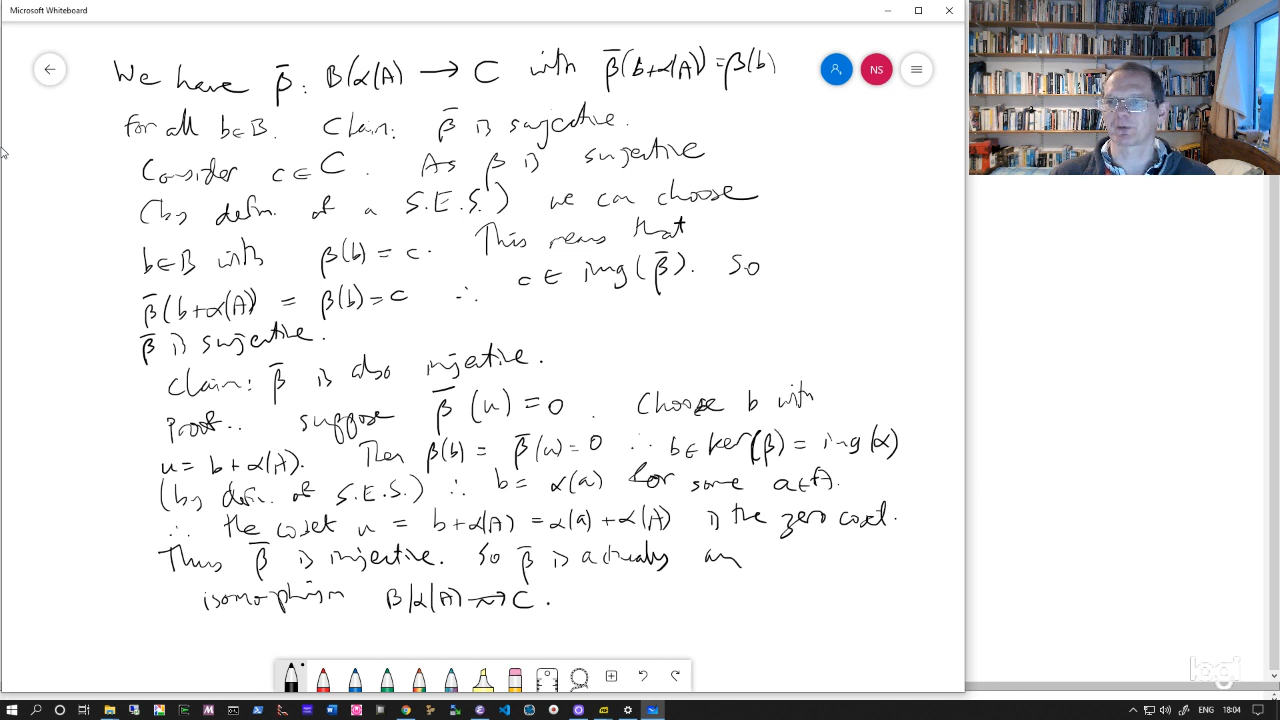 Microsoft Whiteboard
We have β̄ : B/α(A) ⟶ C with β̄(b+α(A)) = β(b)
NS
for all b∈B. Claim: β̄ is surjective.
Consider c ∈ C. As β is surjective
(by defn. of a S.E.S.) we can choose
b∈B with β(b) = c. This means that
β̄(b+α(A)) = β(b) = c ∴ c ∈ img(β̄). So
β̄ is surjective.
Claim: β̄ is also injective.
Proof: Suppose β̄(u) = 0. Choose b with
u = b+α(A). Then β(b) = β̄(u) = 0 ∴ b∈ker(β) = img(α)
(by defn. of S.E.S.) ∴ b = α(a) for some a∈A.
∴ the coset u = b+α(A) = α(a)+α(A) is the zero coset.
Thus β̄ is injective. So β̄ is actually an
isomorphism B/α(A) ⟶ C.
logi
ENG 18:04